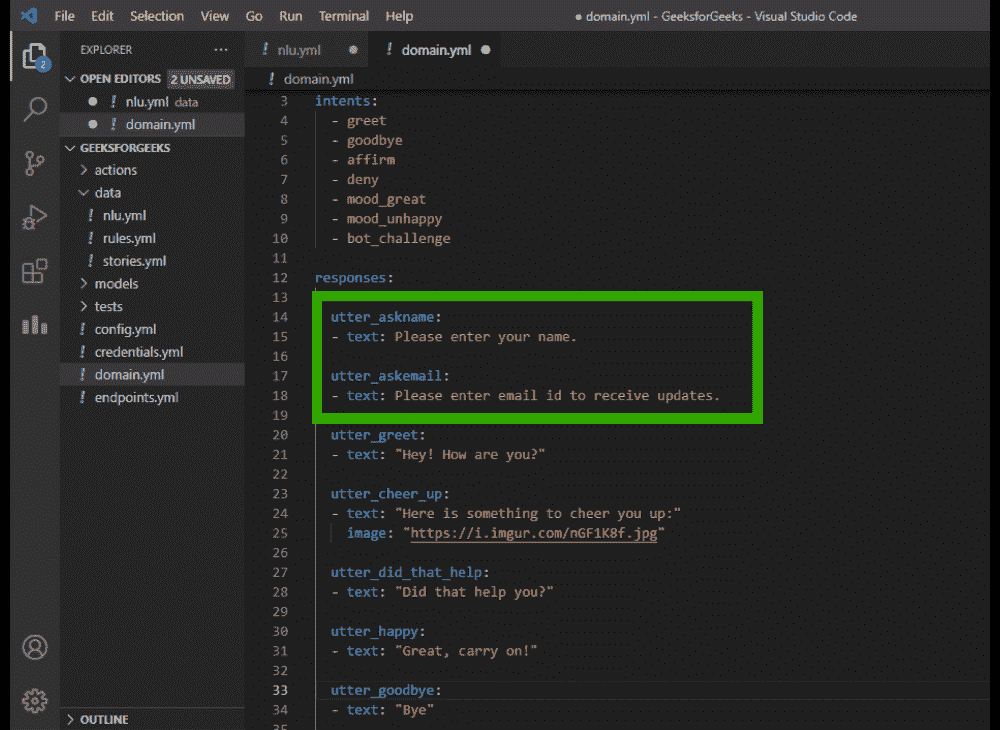 File Edit Selection View Go Run Terminal Help ● domain.yml - GeeksforGeeks - Visual Studio Code
EXPLORER ...
OPEN EDITORS 2 UNSAVED
! nlu.yml data
! domain.yml
GEEKSFORGEEKS
actions
data
! nlu.yml
! rules.yml
! stories.yml
models
tests
! config.yml
! credentials.yml
! domain.yml
! endpoints.yml
OUTLINE
2
! nlu.yml ● ! domain.yml ●
! domain.yml
3 intents:
4 - greet
5 - goodbye
6 - affirm
7 - deny
8 - mood_great
9 - mood_unhappy
10 - bot_challenge
11
12 responses:
13
14 utter_askname:
15 - text: Please enter your name.
16
17 utter_askemail:
18 - text: Please enter email id to receive updates.
19
20 utter_greet:
21 - text: "Hey! How are you?"
22
23 utter_cheer_up:
24 - text: "Here is something to cheer you up:"
25 image: "https://i.imgur.com/nGF1K8f.jpg"
26
27 utter_did_that_help:
28 - text: "Did that help you?"
29
30 utter_happy:
31 - text: "Great, carry on!"
32
33 utter_goodbye:
34 - text: "Bye"
35